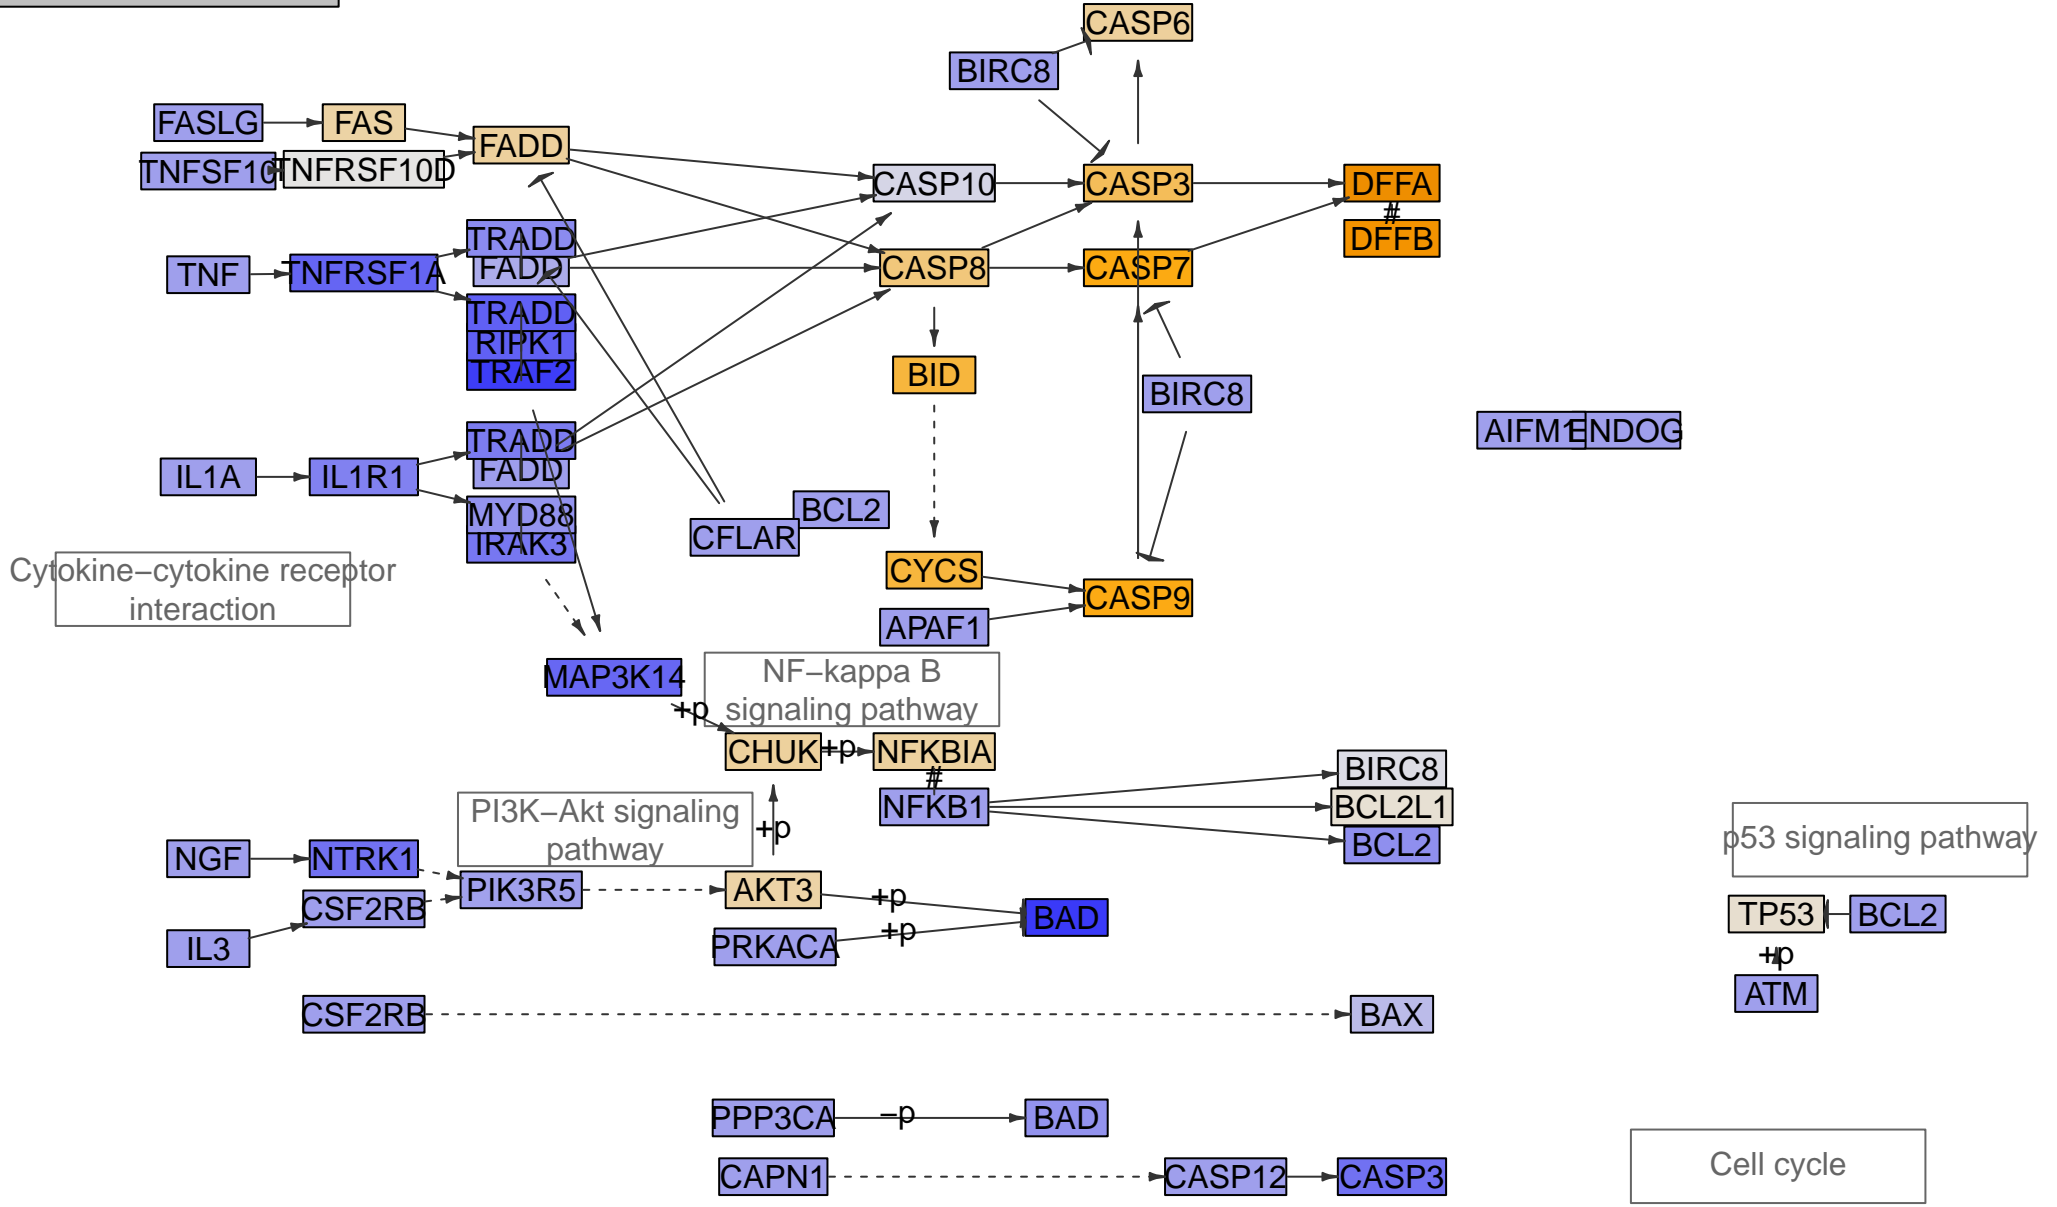 CASP6
BIRC8
FASLG
FAS
FADD
TNFSF10
TNFRSF10D
CASP10
CASP3
DFFA
#
DFFB
TRADD
FADD
TNF
TNFRSF1A
CASP8
CASP7
TRADD
RIPK1
TRAF2
BID
BIRC8
TRADD
FADD
IL1A
IL1R1
AIFM1
ENDOG
MYD88
IRAK3
BCL2
CFLAR
Cytokine–cytokine receptor
interaction
CYCS
CASP9
APAF1
MAP3K14
NF–kappa B
signaling pathway
+p
CHUK
+p
NFKBIA
#
NFKB1
BIRC8
BCL2L1
BCL2
PI3K–Akt signaling
pathway
+p
p53 signaling pathway
NGF
NTRK1
CSF2RB
PIK3R5
AKT3
+p
BAD
+p
PRKACA
IL3
TP53
BCL2
+p
ATM
CSF2RB
BAX
PPP3CA
–p
BAD
CAPN1
CASP12
CASP3
Cell cycle